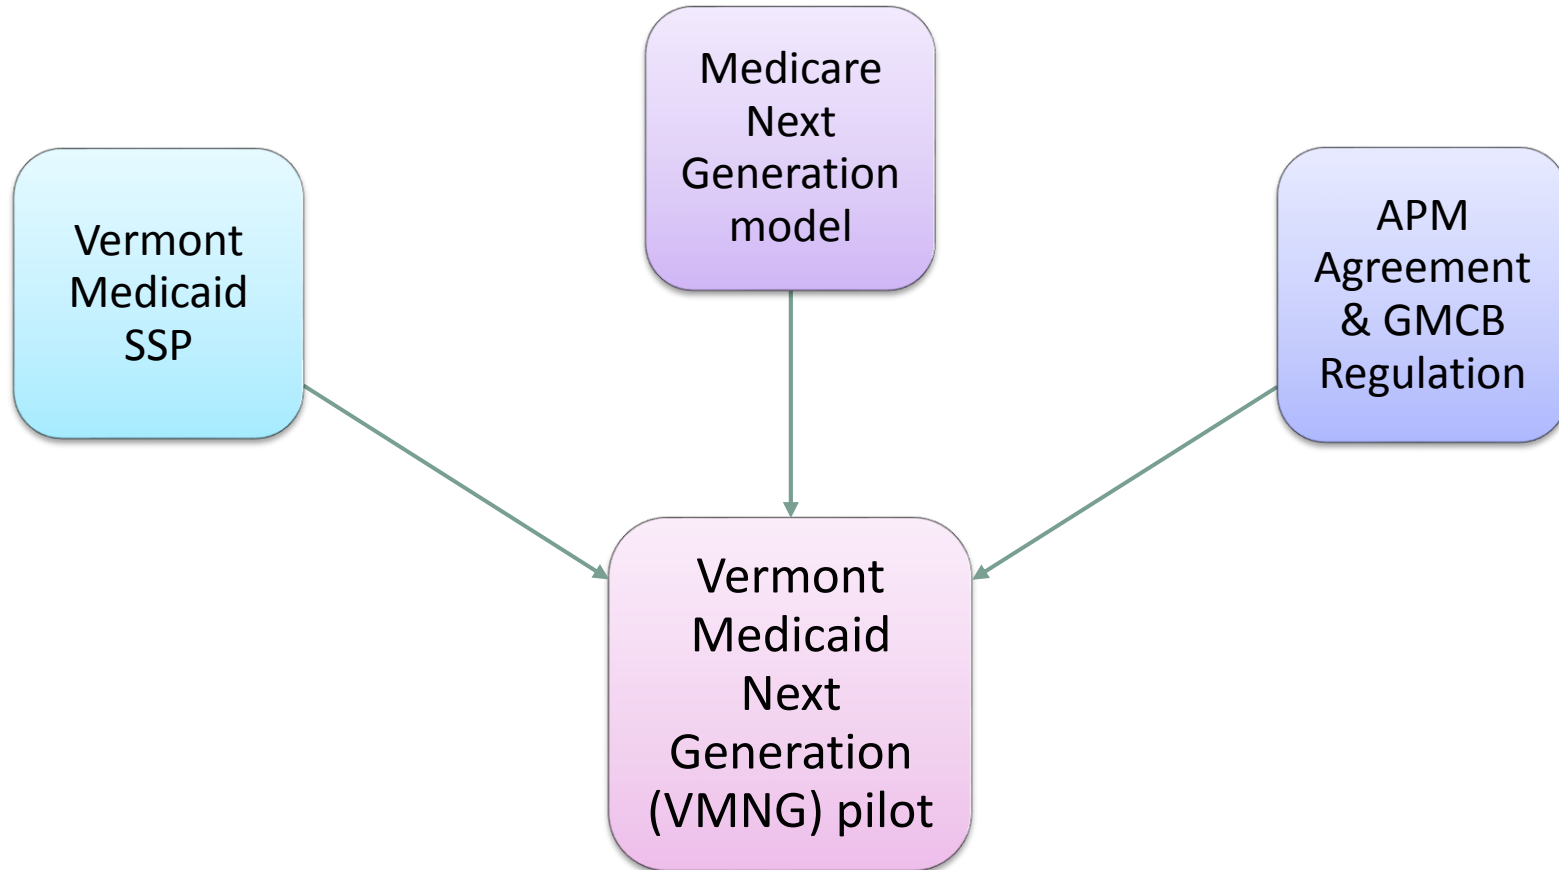 Medicare
Next
Generation
model
Vermont
Medicaid
SSP
APM
Agreement
& GMCB
Regulation
Vermont
Medicaid
Next
Generation
(VMNG) pilot